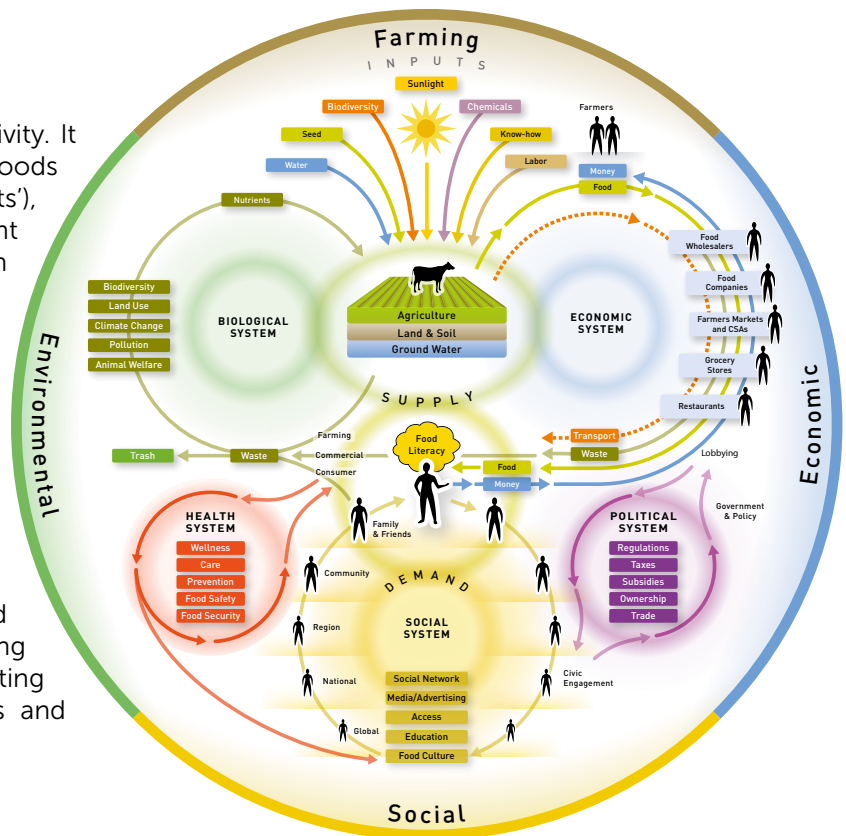 ivity. It
oods
ts’),
nt
n
d
ng
ting
s and
Farming
INPUTS
Sunlight
Biodiversity
Chemicals
Seed
Know-how
Water
Labor
Farmers
Money
Food
Nutrients
Food
Wholesalers
Food
Companies
Farmers Markets
and CSAs
Grocery
Stores
Restaurants
Biodiversity
Land Use
Climate Change
Pollution
Animal Welfare
BIOLOGICAL
SYSTEM
Agriculture
Land & Soil
Ground Water
ECONOMIC
SYSTEM
Environmental
Economic
SUPPLY
Farming
Commercial
Consumer
Food
Literacy
Transport
Waste
Food
Money
Trash
Waste
Lobbying
Government
& Policy
HEALTH
SYSTEM
Wellness
Care
Prevention
Food Safety
Food Security
Family
& Friends
Community
Region
National
Global
DEMAND
SOCIAL
SYSTEM
Social Network
Media/Advertising
Access
Education
Food Culture
POLITICAL
SYSTEM
Regulations
Taxes
Subsidies
Ownership
Trade
Civic
Engagement
Social